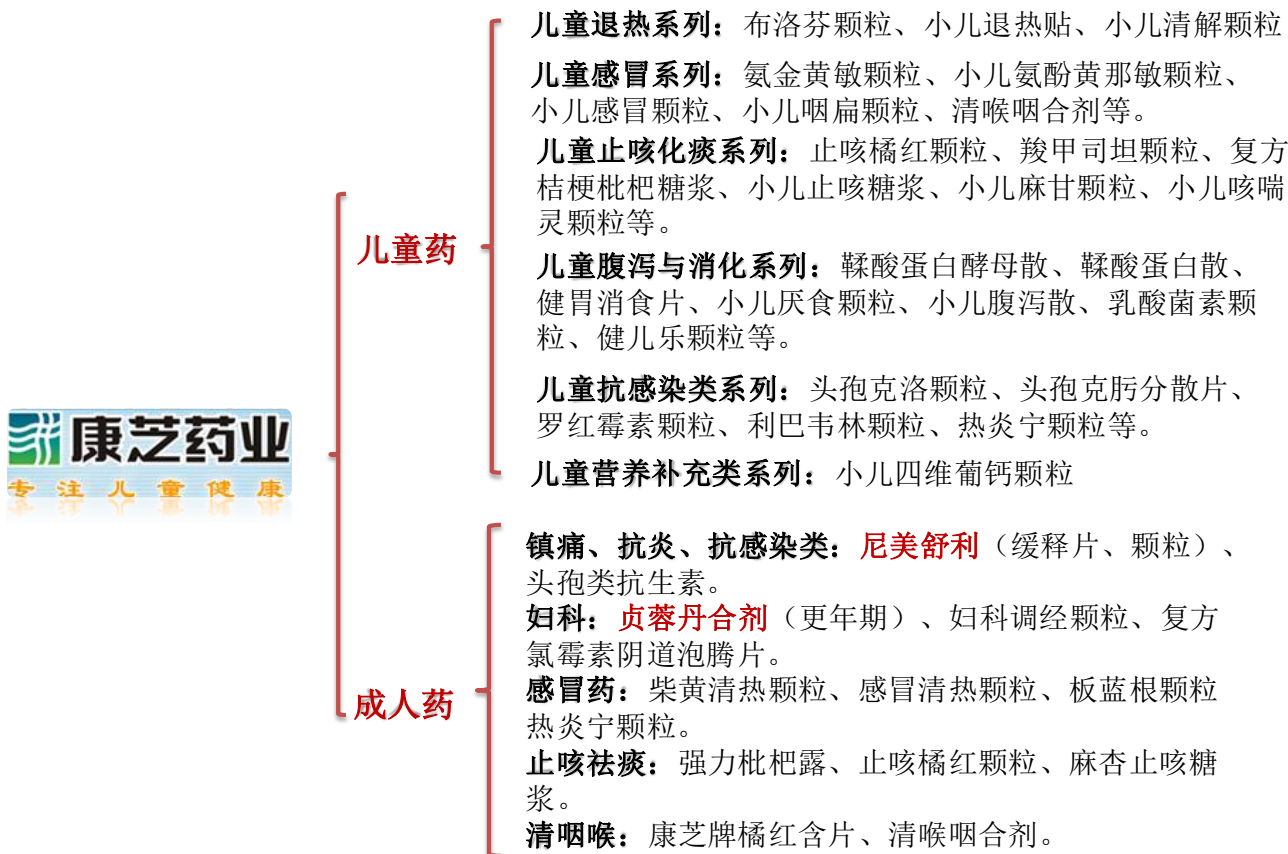 儿童退热系列：布洛芬颗粒、小儿退热贴、小儿清解颗粒
儿童感冒系列：氨金黄敏颗粒、小儿氨酚黄那敏颗粒、
小儿感冒颗粒、小儿咽扁颗粒、清喉咽合剂等。
儿童止咳化痰系列：止咳橘红颗粒、羧甲司坦颗粒、复方
桔梗枇杷糖浆、小儿止咳糖浆、小儿麻甘颗粒、小儿咳喘
灵颗粒等。
儿童药
儿童腹泻与消化系列：鞣酸蛋白酵母散、鞣酸蛋白散、
健胃消食片、小儿厌食颗粒、小儿腹泻散、乳酸菌素颗
粒、健儿乐颗粒等。
儿童抗感染类系列：头孢克洛颗粒、头孢克肟分散片、
罗红霉素颗粒、利巴韦林颗粒、热炎宁颗粒等。
儿童营养补充类系列：小儿四维葡钙颗粒
康芝药业
专注儿童健康
镇痛、抗炎、抗感染类：尼美舒利（缓释片、颗粒）、
头孢类抗生素。
妇科：贞蓉丹合剂（更年期）、妇科调经颗粒、复方
氯霉素阴道泡腾片。
成人药
感冒药：柴黄清热颗粒、感冒清热颗粒、板蓝根颗粒
热炎宁颗粒。
止咳祛痰：强力枇杷露、止咳橘红颗粒、麻杏止咳糖
浆。
清咽喉：康芝牌橘红含片、清喉咽合剂。